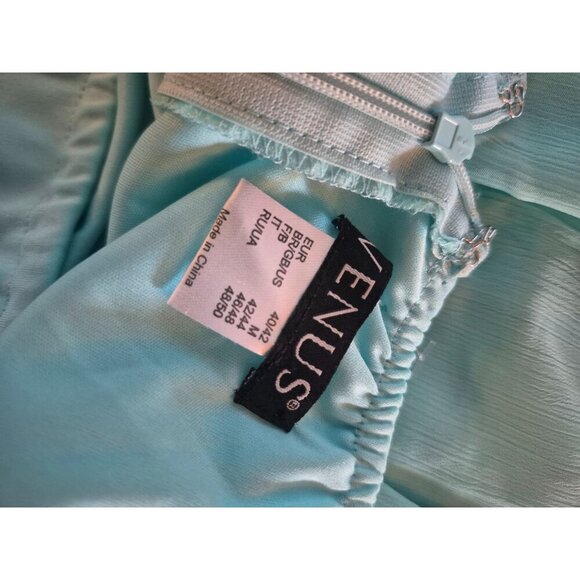 VENUS®
EUR 40/42
BR/GB/US M
F/B 42/44
IT 46/48
RU/UA 48/50
Made in China